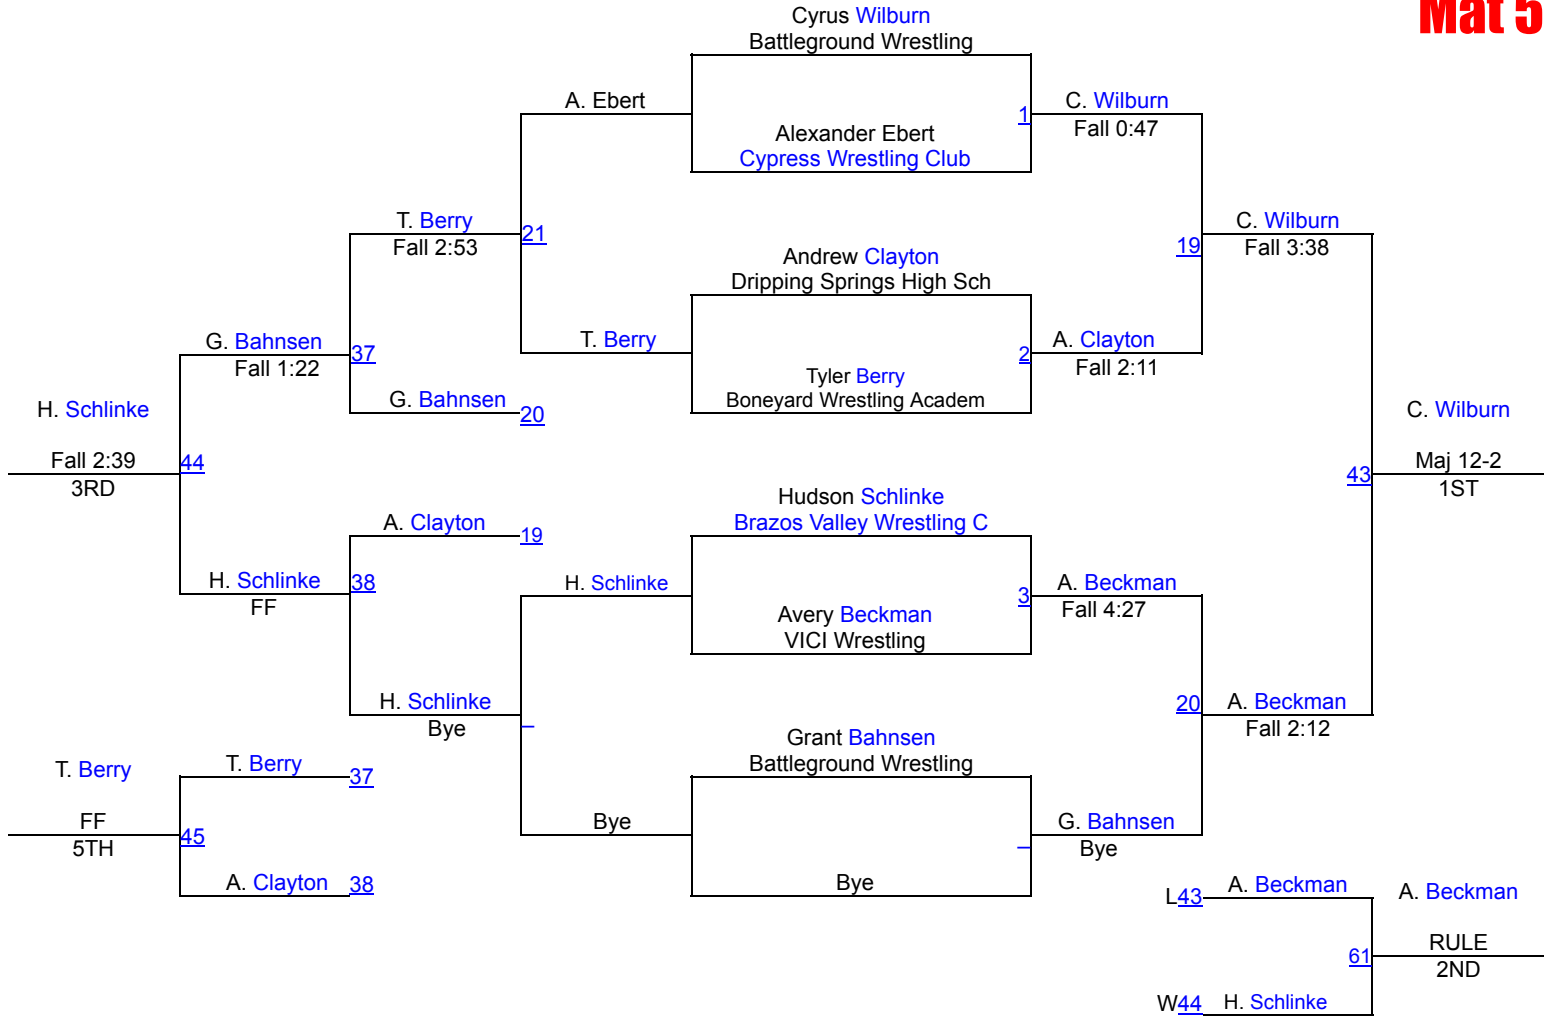 Mat 5
Cyrus Wilburn
Battleground Wrestling
A. Ebert
1
C. Wilburn
Fall 0:47
Alexander Ebert
Cypress Wrestling Club
T. Berry
Fall 2:53
21
C. Wilburn
Fall 3:38
19
Andrew Clayton
Dripping Springs High Sch
G. Bahnsen
Fall 1:22
37
T. Berry
2
A. Clayton
Fall 2:11
Tyler Berry
Boneyard Wrestling Academ
G. Bahnsen
20
H. Schlinke
Fall 2:39
3RD
44
C. Wilburn
Maj 12-2
1ST
43
Hudson Schlinke
Brazos Valley Wrestling C
A. Clayton
19
H. Schlinke
FF
38
H. Schlinke
3
A. Beckman
Fall 4:27
Avery Beckman
VICI Wrestling
H. Schlinke
Bye
20
A. Beckman
Fall 2:12
Grant Bahnsen
Battleground Wrestling
T. Berry
FF
5TH
T. Berry
37
45
Bye
G. Bahnsen
Bye
A. Clayton
38
Bye
L43
A. Beckman
A. Beckman
RULE
2ND
61
W44
H. Schlinke